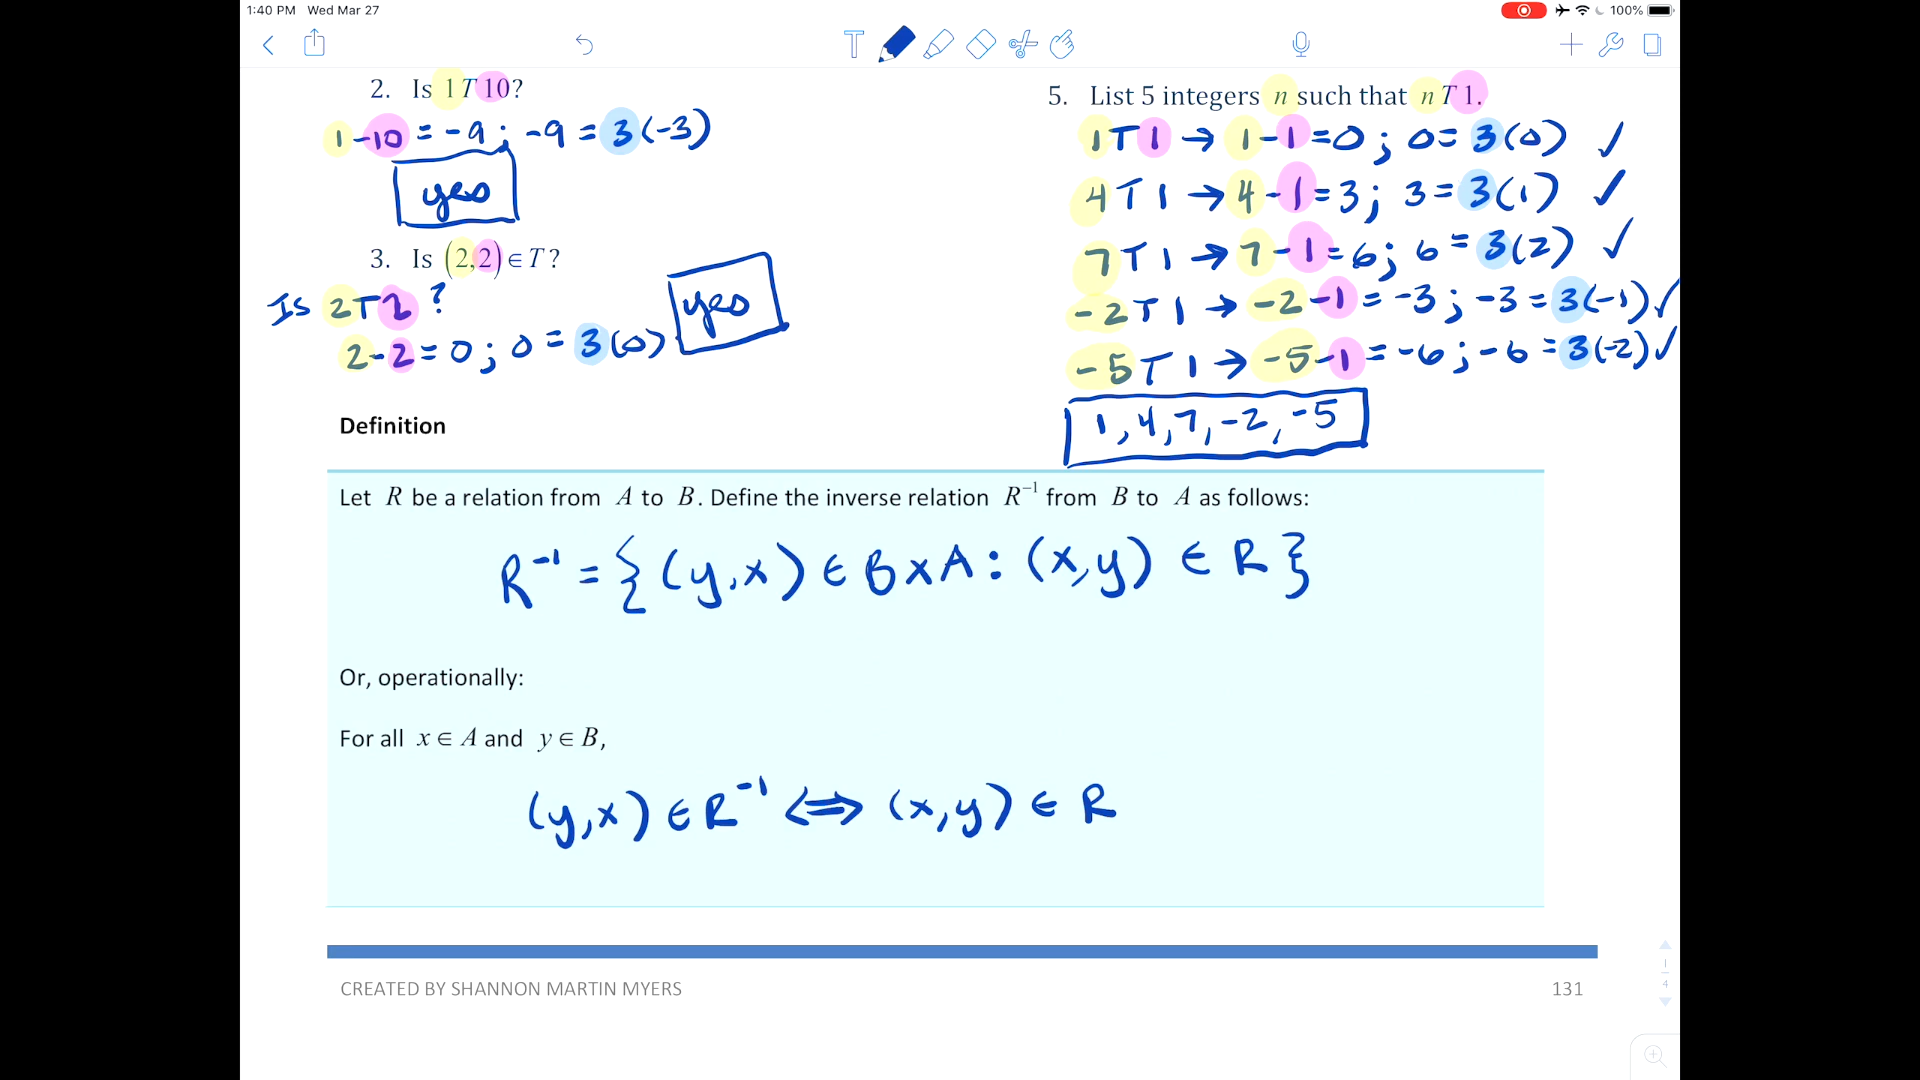 1:40 PM Wed Mar 27
100%
2. Is 1 T 10?
1-10 = -9 ; -9 = 3(-3)
yes
3. Is (2,2) ∈ T?
Is 2T2 ?
2-2 = 0 ; 0 = 3(0)
yes
5. List 5 integers n such that n T 1.
1T1 → 1-1=0 ; 0= 3(0) ✓
4T1 → 4-1=3; 3=3(1) ✓
7T1 → 7-1=6; 6=3(2) ✓
-2T1 → -2-1= -3 ; -3 = 3(-1) ✓
-5T1 → -5-1 = -6 ; -6 = 3(-2) ✓
1, 4, 7, -2, -5
Definition
Let R be a relation from A to B. Define the inverse relation R⁻¹ from B to A as follows:
R⁻¹ = {(y,x) ∈ B×A : (x,y) ∈ R}
Or, operationally:
For all x ∈ A and y ∈ B,
(y,x) ∈ R⁻¹ ⟺ (x,y) ∈ R
CREATED BY SHANNON MARTIN MYERS
131
1
4